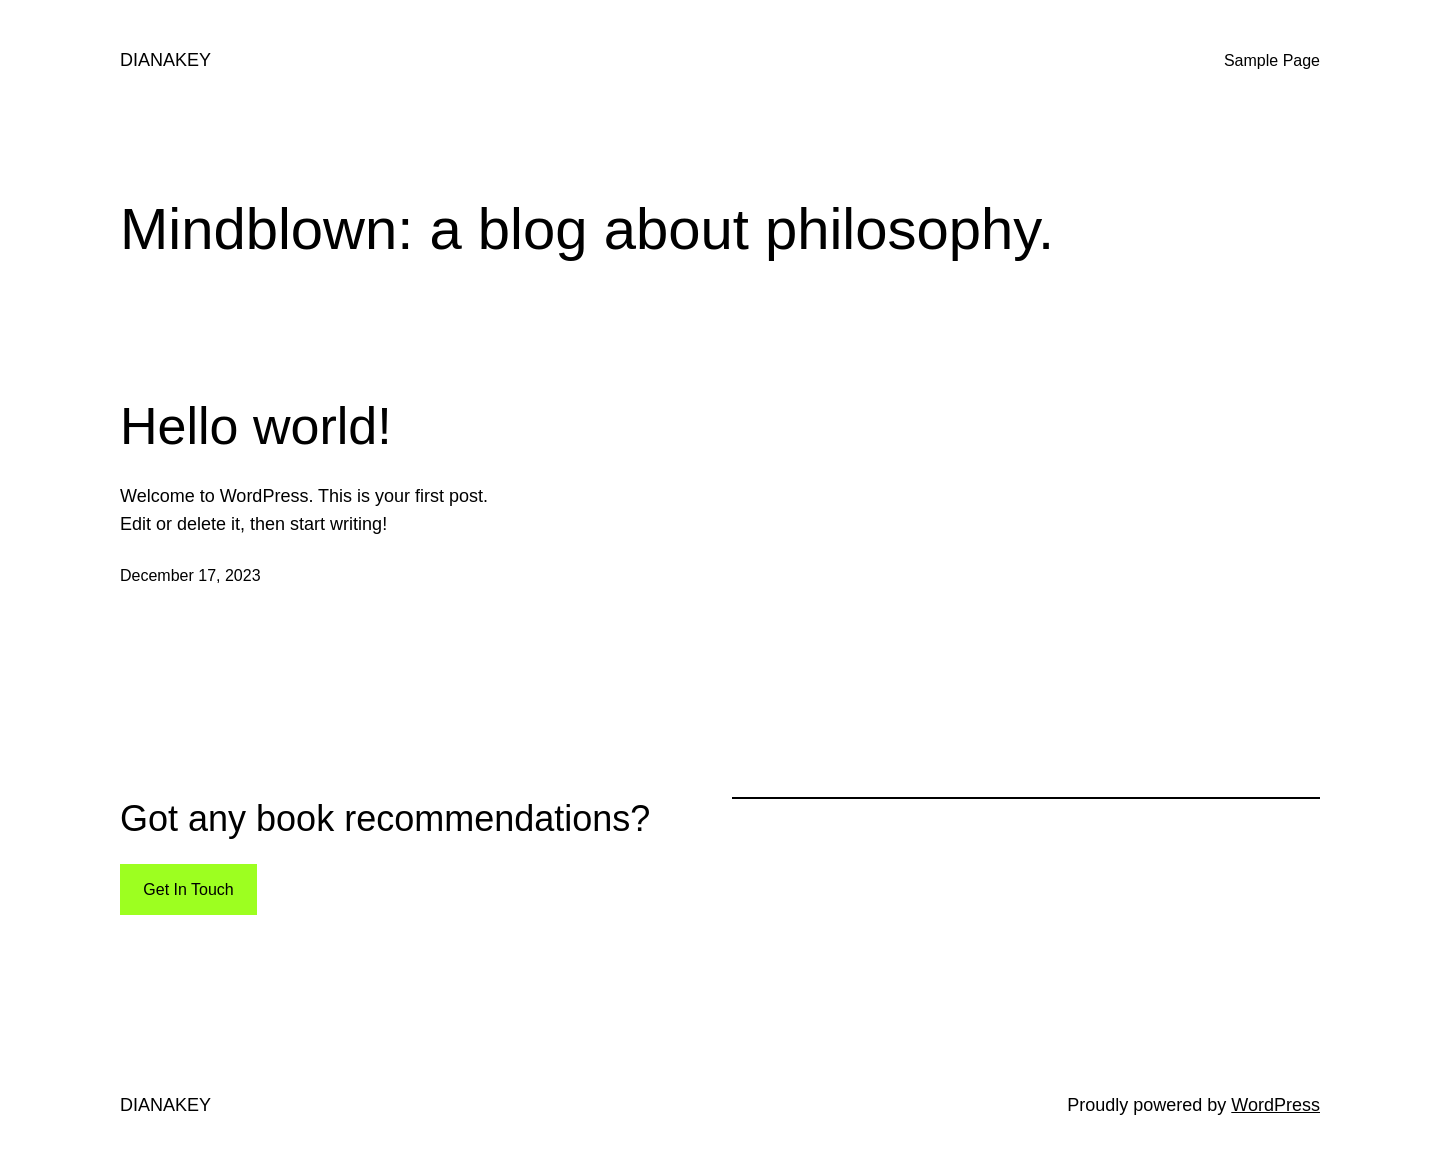 DIANAKEY
Sample Page
Mindblown: a blog about philosophy.
Hello world!
Welcome to WordPress. This is your first post.
Edit or delete it, then start writing!
December 17, 2023
Got any book recommendations?
Get In Touch
DIANAKEY
Proudly powered by WordPress